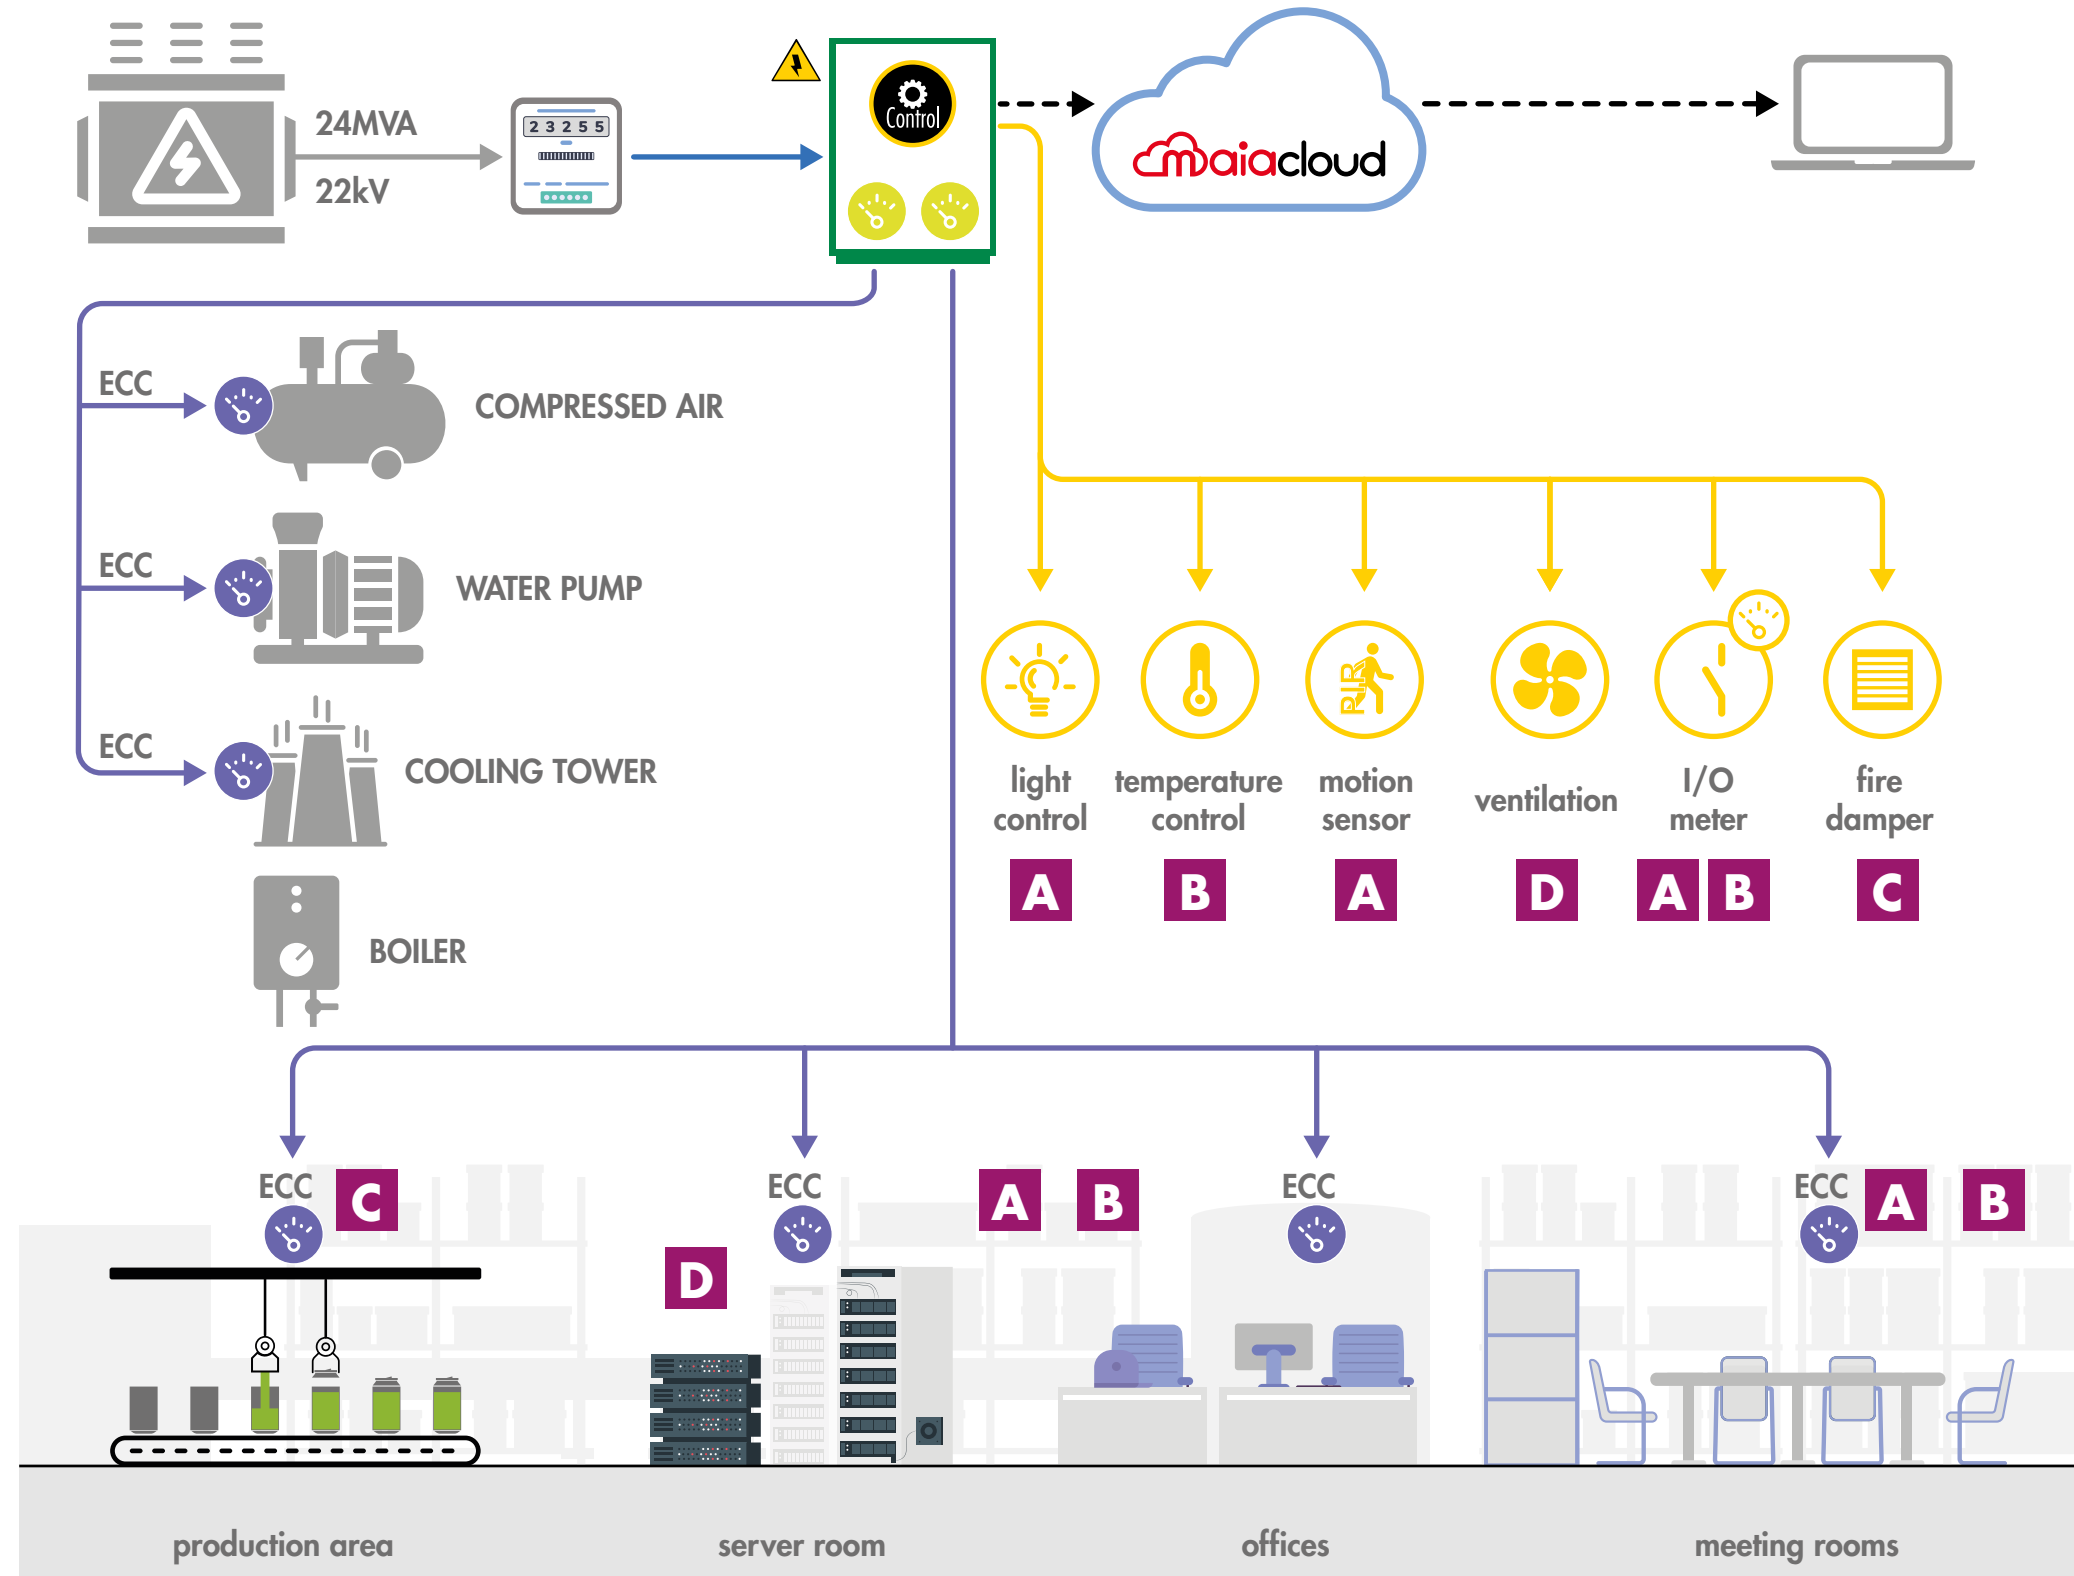 24MVA
22kV
2 3 2 5 5
Control
maiacloud
ECC
COMPRESSED AIR
ECC
WATER PUMP
ECC
COOLING TOWER
BOILER
PIR
light
control
temperature
control
motion
sensor
ventilation
I/O
meter
fire
damper
A
B
A
D
A B
C
ECC
C
ECC
D
A
B
ECC
ECC
A
B
production area
server room
offices
meeting rooms